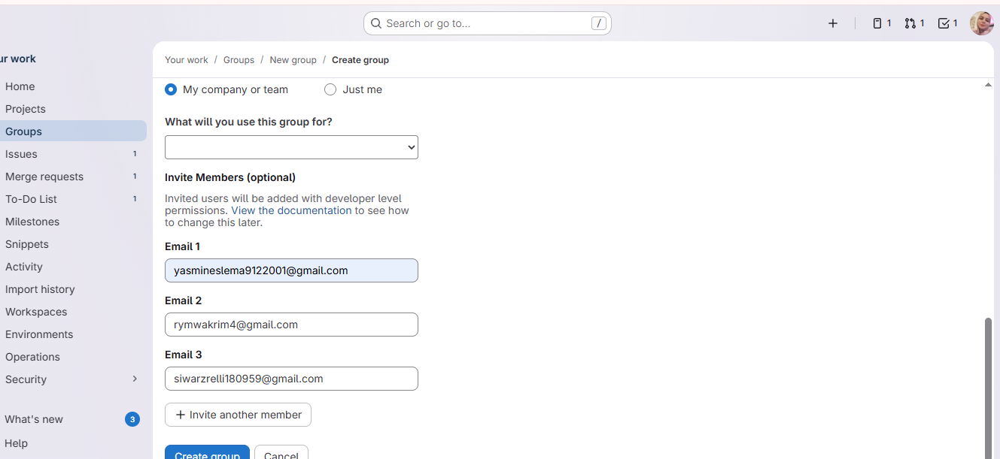 Search or go to...
/
1
1
1
ur work
Home
Projects
Groups
Issues 1
Merge requests 1
To-Do List 1
Milestones
Snippets
Activity
Import history
Workspaces
Environments
Operations
Security
What's new 3
Help
Your work / Groups / New group / Create group
My company or team Just me
What will you use this group for?
Invite Members (optional)
Invited users will be added with developer level
permissions. View the documentation to see how
to change this later.
Email 1
yasmineslema9122001@gmail.com
Email 2
rymwakrim4@gmail.com
Email 3
siwarzrelli180959@gmail.com
Invite another member
Create group Cancel